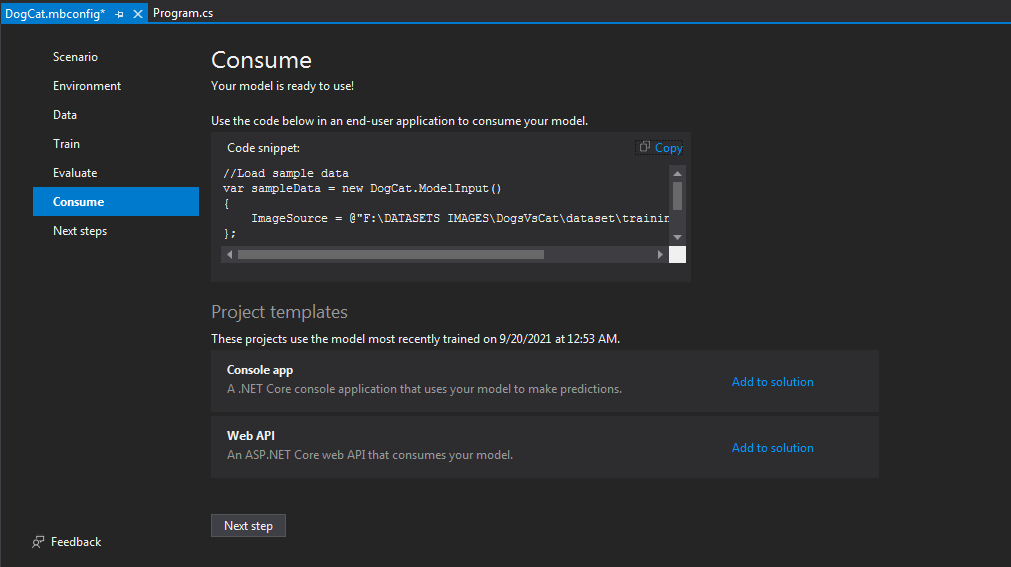 DogCat.mbconfig*
Program.cs
Scenario
Environment
Data
Train
Evaluate
Consume
Next steps
Feedback
Consume
Your model is ready to use!
Use the code below in an end-user application to consume your model.
Code snippet:
Copy
//Load sample data
var sampleData = new DogCat.ModelInput()
{
ImageSource = @"F:\DATASETS IMAGES\DogsVsCat\dataset\trainin
};
Project templates
These projects use the model most recently trained on 9/20/2021 at 12:53 AM.
Console app
A .NET Core console application that uses your model to make predictions.
Add to solution
Web API
An ASP.NET Core web API that consumes your model.
Add to solution
Next step